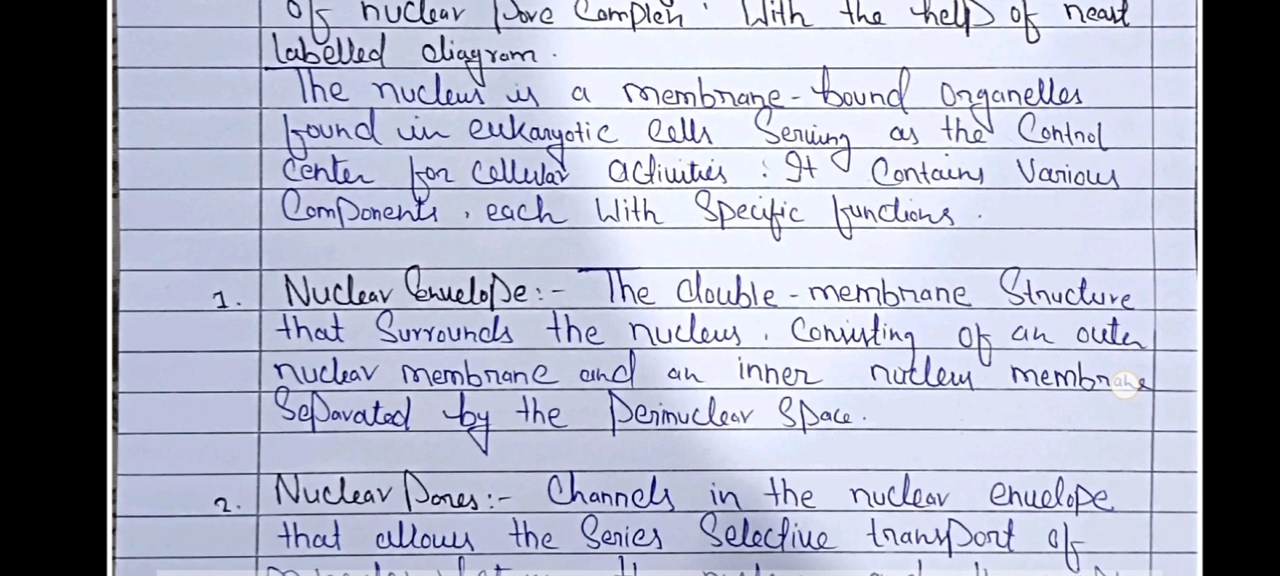 of nuclear Pore Complex. With the help of neat
labelled diagram.
The nucleus is a membrane-bound Organelles
found in eukaryotic cells Serving as the Control
Center for cellular activities : It Contains Various
Components, each With Specific functions.
1. Nuclear Envelope:- The double-membrane Structure
that Surrounds the nucleus. Consisting of an outer
nuclear membrane and an inner nuclear membrane
Separated by the perinuclear Space.
2. Nuclear Pores:- Channels in the nuclear envelope
that allows the Series Selective transport of